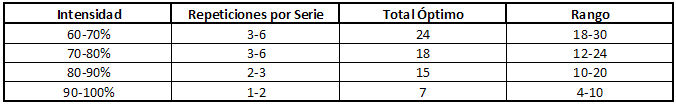 Intensidad Repeticiones por Serie Total Óptimo Rango
60-70% 3-6 24 18-30
70-80% 3-6 18 12-24
80-90% 2-3 15 10-20
90-100% 1-2 7 4-10